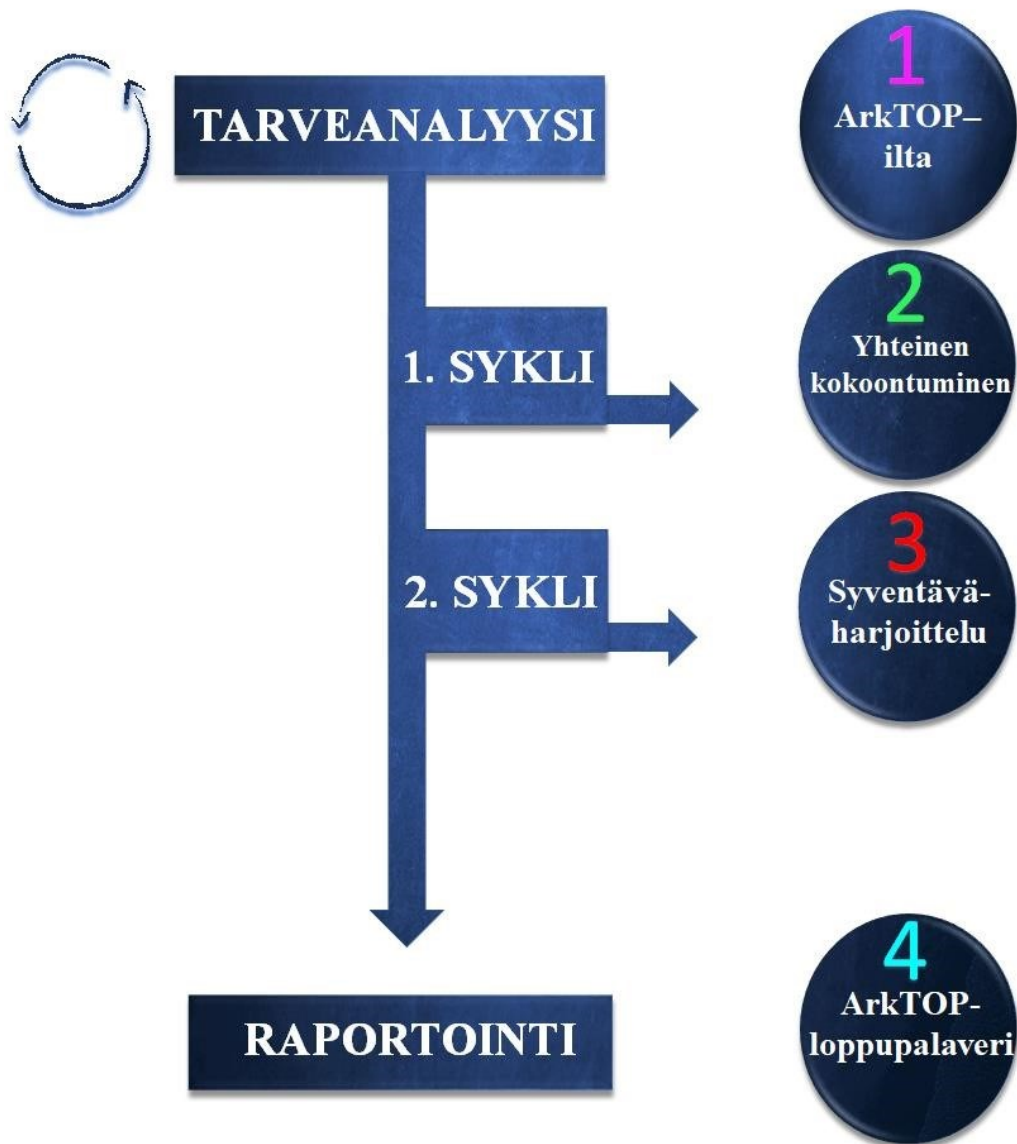 TARVEANALYYSI
1
ArkTOP–
ilta
1. SYKLI
2
Yhteinen
kokoontuminen
2. SYKLI
3
Syventävä-
harjoittelu
RAPORTOINTI
4
ArkTOP-
loppupalaveri